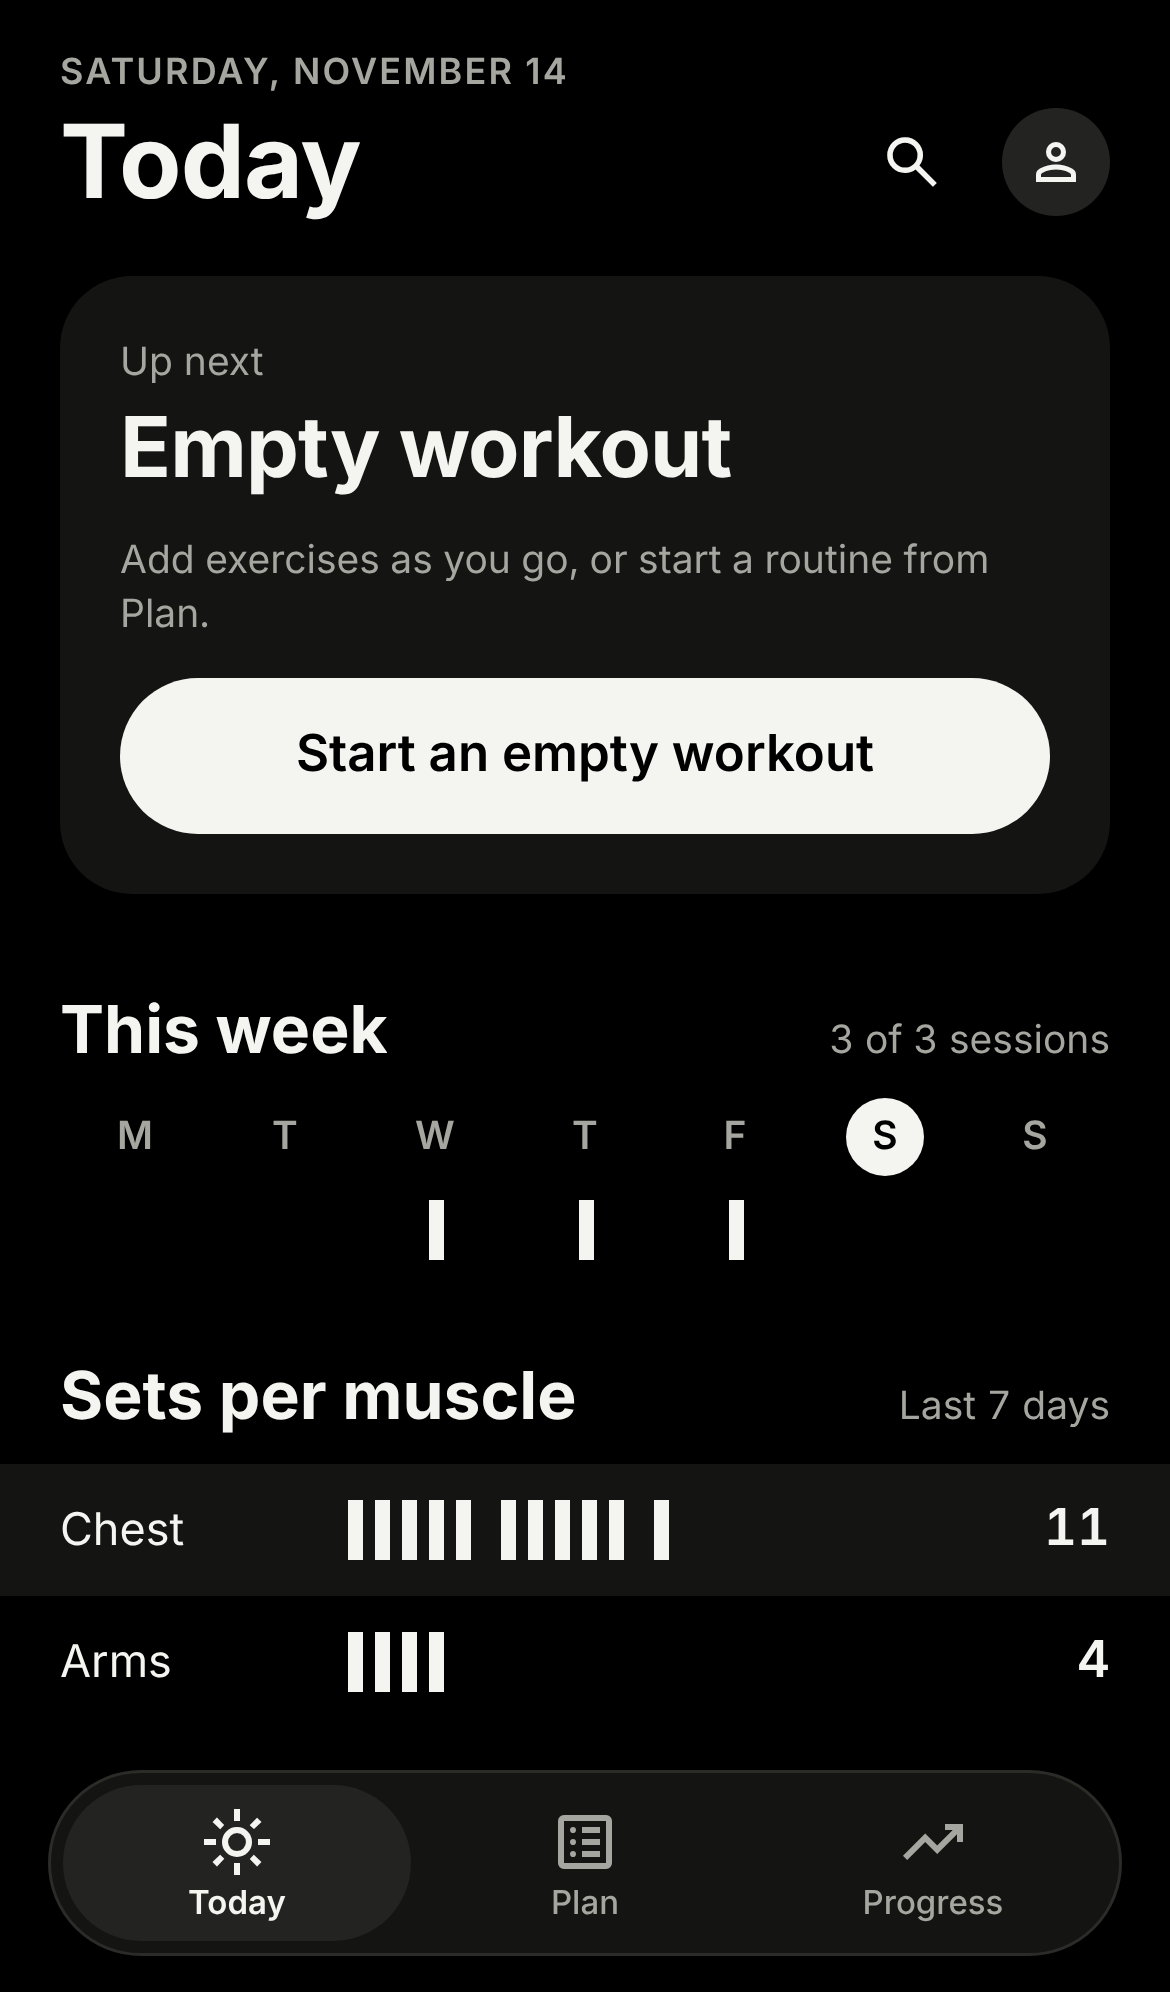 SATURDAY, NOVEMBER 14
Today
Up next
Empty workout
Add exercises as you go, or start a routine from
Plan.
Start an empty workout
This week
3 of 3 sessions
M T W T F S S
Sets per muscle
Last 7 days
Chest 11
Arms 4
Today Plan Progress